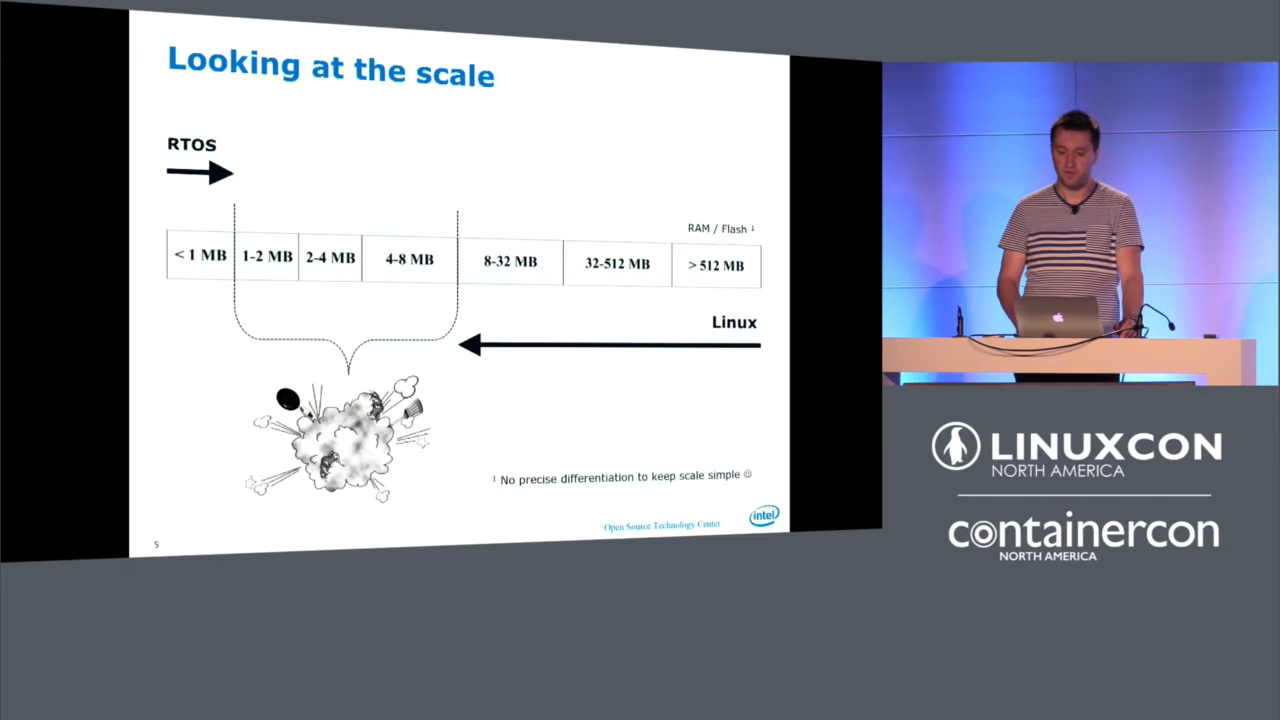 Looking at the scale
RTOS
RAM / Flash ¹
< 1 MB 1-2 MB 2-4 MB 4-8 MB 8-32 MB 32-512 MB > 512 MB
Linux
¹ No precise differentiation to keep scale simple ☺
Open Source Technology Center
intel
5
LINUXCON
NORTH AMERICA
containercon
NORTH AMERICA